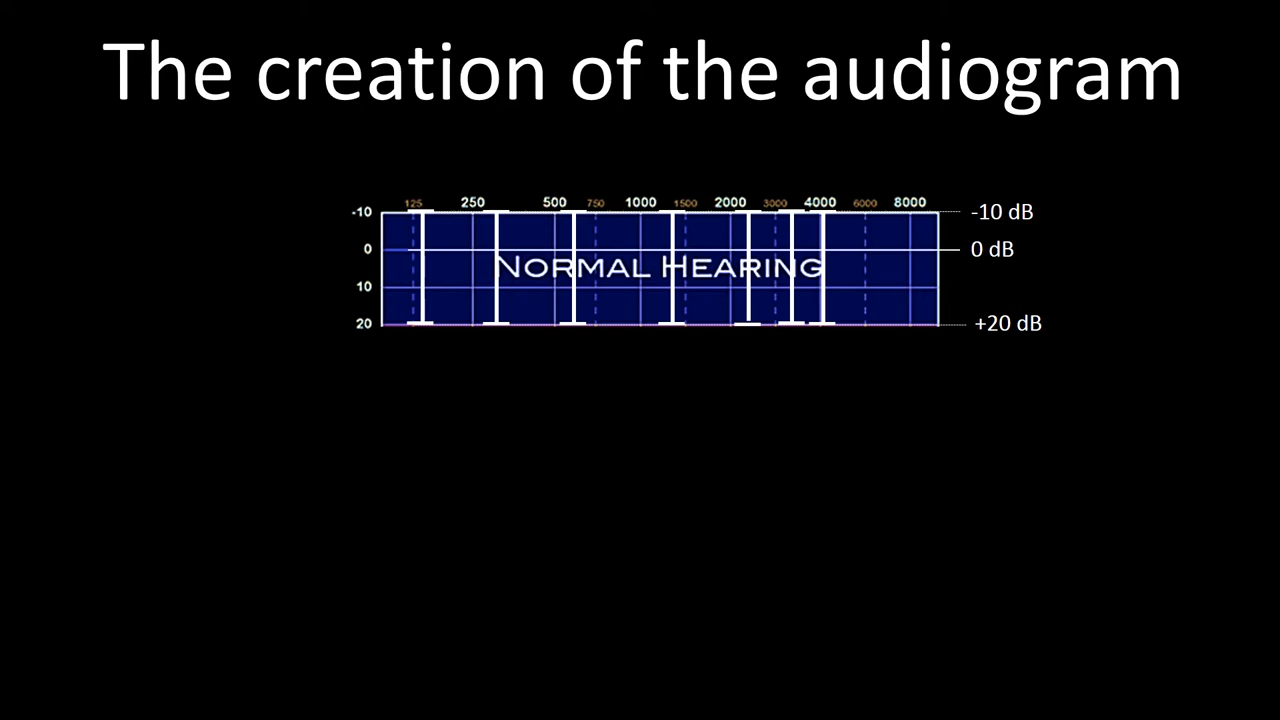 The creation of the audiogram
125 250 500 750 1000 1500 2000 3000 4000 6000 8000
-10 -10 dB
0 0 dB
NORMAL HEARING
10
20 +20 dB